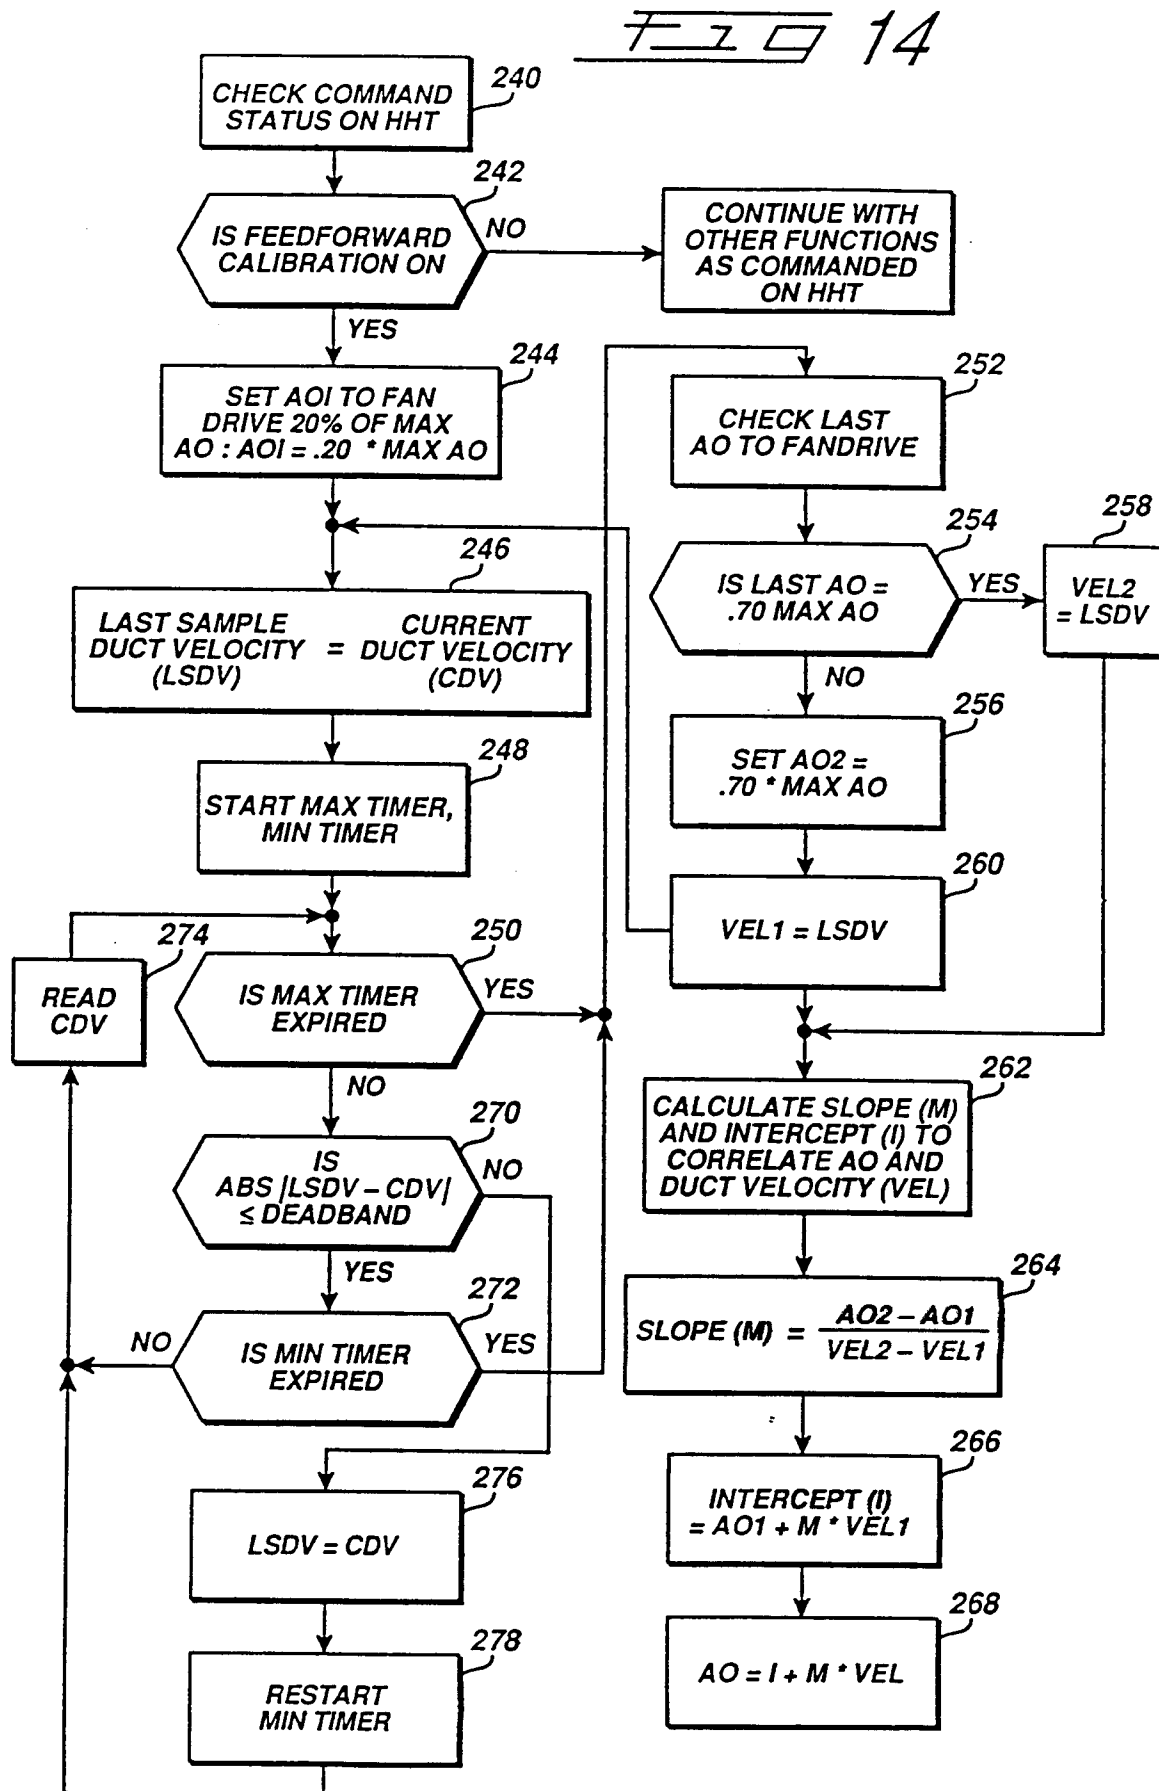 Fig 14
240
CHECK COMMAND
STATUS ON HHT
242
IS FEEDFORWARD
CALIBRATION ON
NO
CONTINUE WITH
OTHER FUNCTIONS
AS COMMANDED
ON HHT
YES
244
SET AOI TO FAN
DRIVE 20% OF MAX
AO : AOI = .20 * MAX AO
246
LAST SAMPLE
DUCT VELOCITY
(LSDV)
=
CURRENT
DUCT VELOCITY
(CDV)
248
START MAX TIMER,
MIN TIMER
274
READ
CDV
250
IS MAX TIMER
EXPIRED
YES
NO
270
IS
ABS |LSDV – CDV|
≤ DEADBAND
NO
YES
272
IS MIN TIMER
EXPIRED
NO
YES
276
LSDV = CDV
278
RESTART
MIN TIMER
252
CHECK LAST
AO TO FANDRIVE
254
IS LAST AO =
.70 MAX AO
YES
258
VEL2
= LSDV
NO
256
SET AO2 =
.70 * MAX AO
260
VEL1 = LSDV
262
CALCULATE SLOPE (M)
AND INTERCEPT (I) TO
CORRELATE AO AND
DUCT VELOCITY (VEL)
264
SLOPE (M) =
AO2 – AO1
VEL2 – VEL1
266
INTERCEPT (I)
= AO1 + M * VEL1
268
AO = I + M * VEL